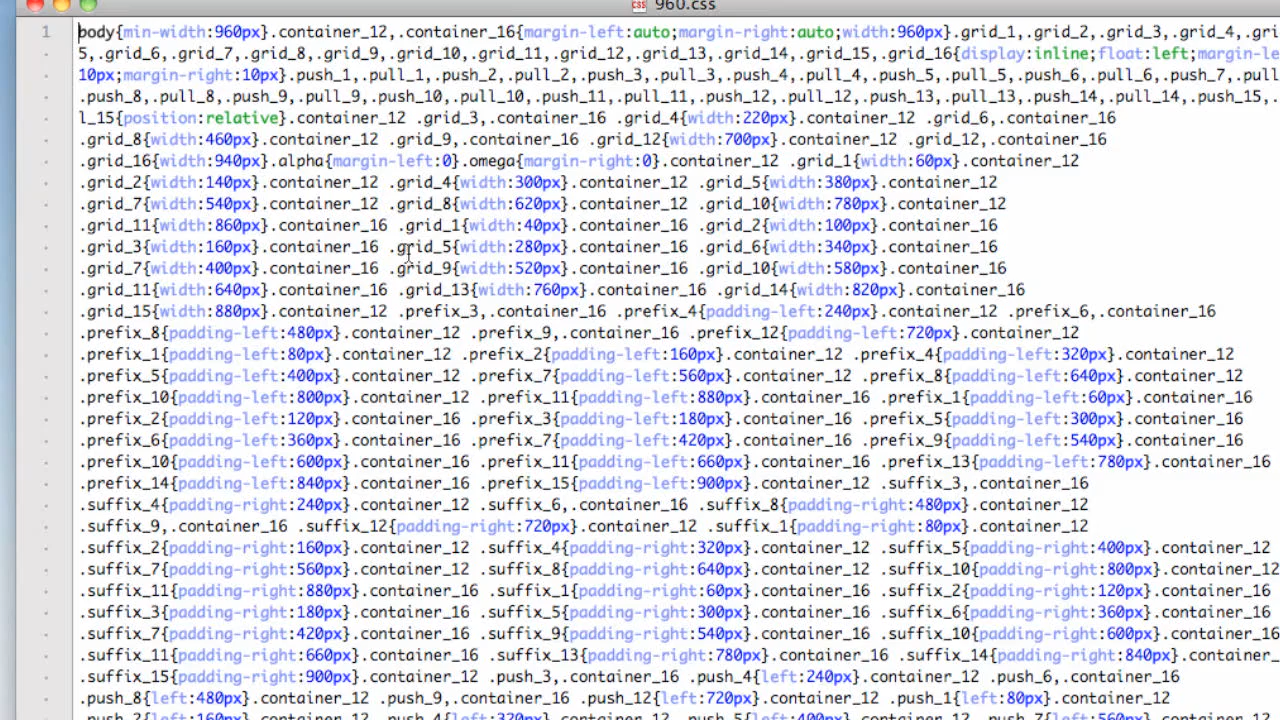 960.css
1
body{min-width:960px}.container_12,.container_16{margin-left:auto;margin-right:auto;width:960px}.grid_1,.grid_2,.grid_3,.grid_4,.gri
5,.grid_6,.grid_7,.grid_8,.grid_9,.grid_10,.grid_11,.grid_12,.grid_13,.grid_14,.grid_15,.grid_16{display:inline;float:left;margin-le
10px;margin-right:10px}.push_1,.pull_1,.push_2,.pull_2,.push_3,.pull_3,.push_4,.pull_4,.push_5,.pull_5,.push_6,.pull_6,.push_7,.pull
.push_8,.pull_8,.push_9,.pull_9,.push_10,.pull_10,.push_11,.pull_11,.push_12,.pull_12,.push_13,.pull_13,.push_14,.pull_14,.push_15,.
l_15{position:relative}.container_12 .grid_3,.container_16 .grid_4{width:220px}.container_12 .grid_6,.container_16
.grid_8{width:460px}.container_12 .grid_9,.container_16 .grid_12{width:700px}.container_12 .grid_12,.container_16
.grid_16{width:940px}.alpha{margin-left:0}.omega{margin-right:0}.container_12 .grid_1{width:60px}.container_12
.grid_2{width:140px}.container_12 .grid_4{width:300px}.container_12 .grid_5{width:380px}.container_12
.grid_7{width:540px}.container_12 .grid_8{width:620px}.container_12 .grid_10{width:780px}.container_12
.grid_11{width:860px}.container_16 .grid_1{width:40px}.container_16 .grid_2{width:100px}.container_16
.grid_3{width:160px}.container_16 .grid_5{width:280px}.container_16 .grid_6{width:340px}.container_16
.grid_7{width:400px}.container_16 .grid_9{width:520px}.container_16 .grid_10{width:580px}.container_16
.grid_11{width:640px}.container_16 .grid_13{width:760px}.container_16 .grid_14{width:820px}.container_16
.grid_15{width:880px}.container_12 .prefix_3,.container_16 .prefix_4{padding-left:240px}.container_12 .prefix_6,.container_16
.prefix_8{padding-left:480px}.container_12 .prefix_9,.container_16 .prefix_12{padding-left:720px}.container_12
.prefix_1{padding-left:80px}.container_12 .prefix_2{padding-left:160px}.container_12 .prefix_4{padding-left:320px}.container_12
.prefix_5{padding-left:400px}.container_12 .prefix_7{padding-left:560px}.container_12 .prefix_8{padding-left:640px}.container_12
.prefix_10{padding-left:800px}.container_12 .prefix_11{padding-left:880px}.container_16 .prefix_1{padding-left:60px}.container_16
.prefix_2{padding-left:120px}.container_16 .prefix_3{padding-left:180px}.container_16 .prefix_5{padding-left:300px}.container_16
.prefix_6{padding-left:360px}.container_16 .prefix_7{padding-left:420px}.container_16 .prefix_9{padding-left:540px}.container_16
.prefix_10{padding-left:600px}.container_16 .prefix_11{padding-left:660px}.container_16 .prefix_13{padding-left:780px}.container_16
.prefix_14{padding-left:840px}.container_16 .prefix_15{padding-left:900px}.container_12 .suffix_3,.container_16
.suffix_4{padding-right:240px}.container_12 .suffix_6,.container_16 .suffix_8{padding-right:480px}.container_12
.suffix_9,.container_16 .suffix_12{padding-right:720px}.container_12 .suffix_1{padding-right:80px}.container_12
.suffix_2{padding-right:160px}.container_12 .suffix_4{padding-right:320px}.container_12 .suffix_5{padding-right:400px}.container_12
.suffix_7{padding-right:560px}.container_12 .suffix_8{padding-right:640px}.container_12 .suffix_10{padding-right:800px}.container_12
.suffix_11{padding-right:880px}.container_16 .suffix_1{padding-right:60px}.container_16 .suffix_2{padding-right:120px}.container_16
.suffix_3{padding-right:180px}.container_16 .suffix_5{padding-right:300px}.container_16 .suffix_6{padding-right:360px}.container_16
.suffix_7{padding-right:420px}.container_16 .suffix_9{padding-right:540px}.container_16 .suffix_10{padding-right:600px}.container_16
.suffix_11{padding-right:660px}.container_16 .suffix_13{padding-right:780px}.container_16 .suffix_14{padding-right:840px}.container_
.suffix_15{padding-right:900px}.container_12 .push_3,.container_16 .push_4{left:240px}.container_12 .push_6,.container_16
.push_8{left:480px}.container_12 .push_9,.container_16 .push_12{left:720px}.container_12 .push_1{left:80px}.container_12
.push_2{left:160px}.container_12 .push_4{left:320px}.container_12 .push_5{left:400px}.container_12 .push_7{left:560px}.container_12